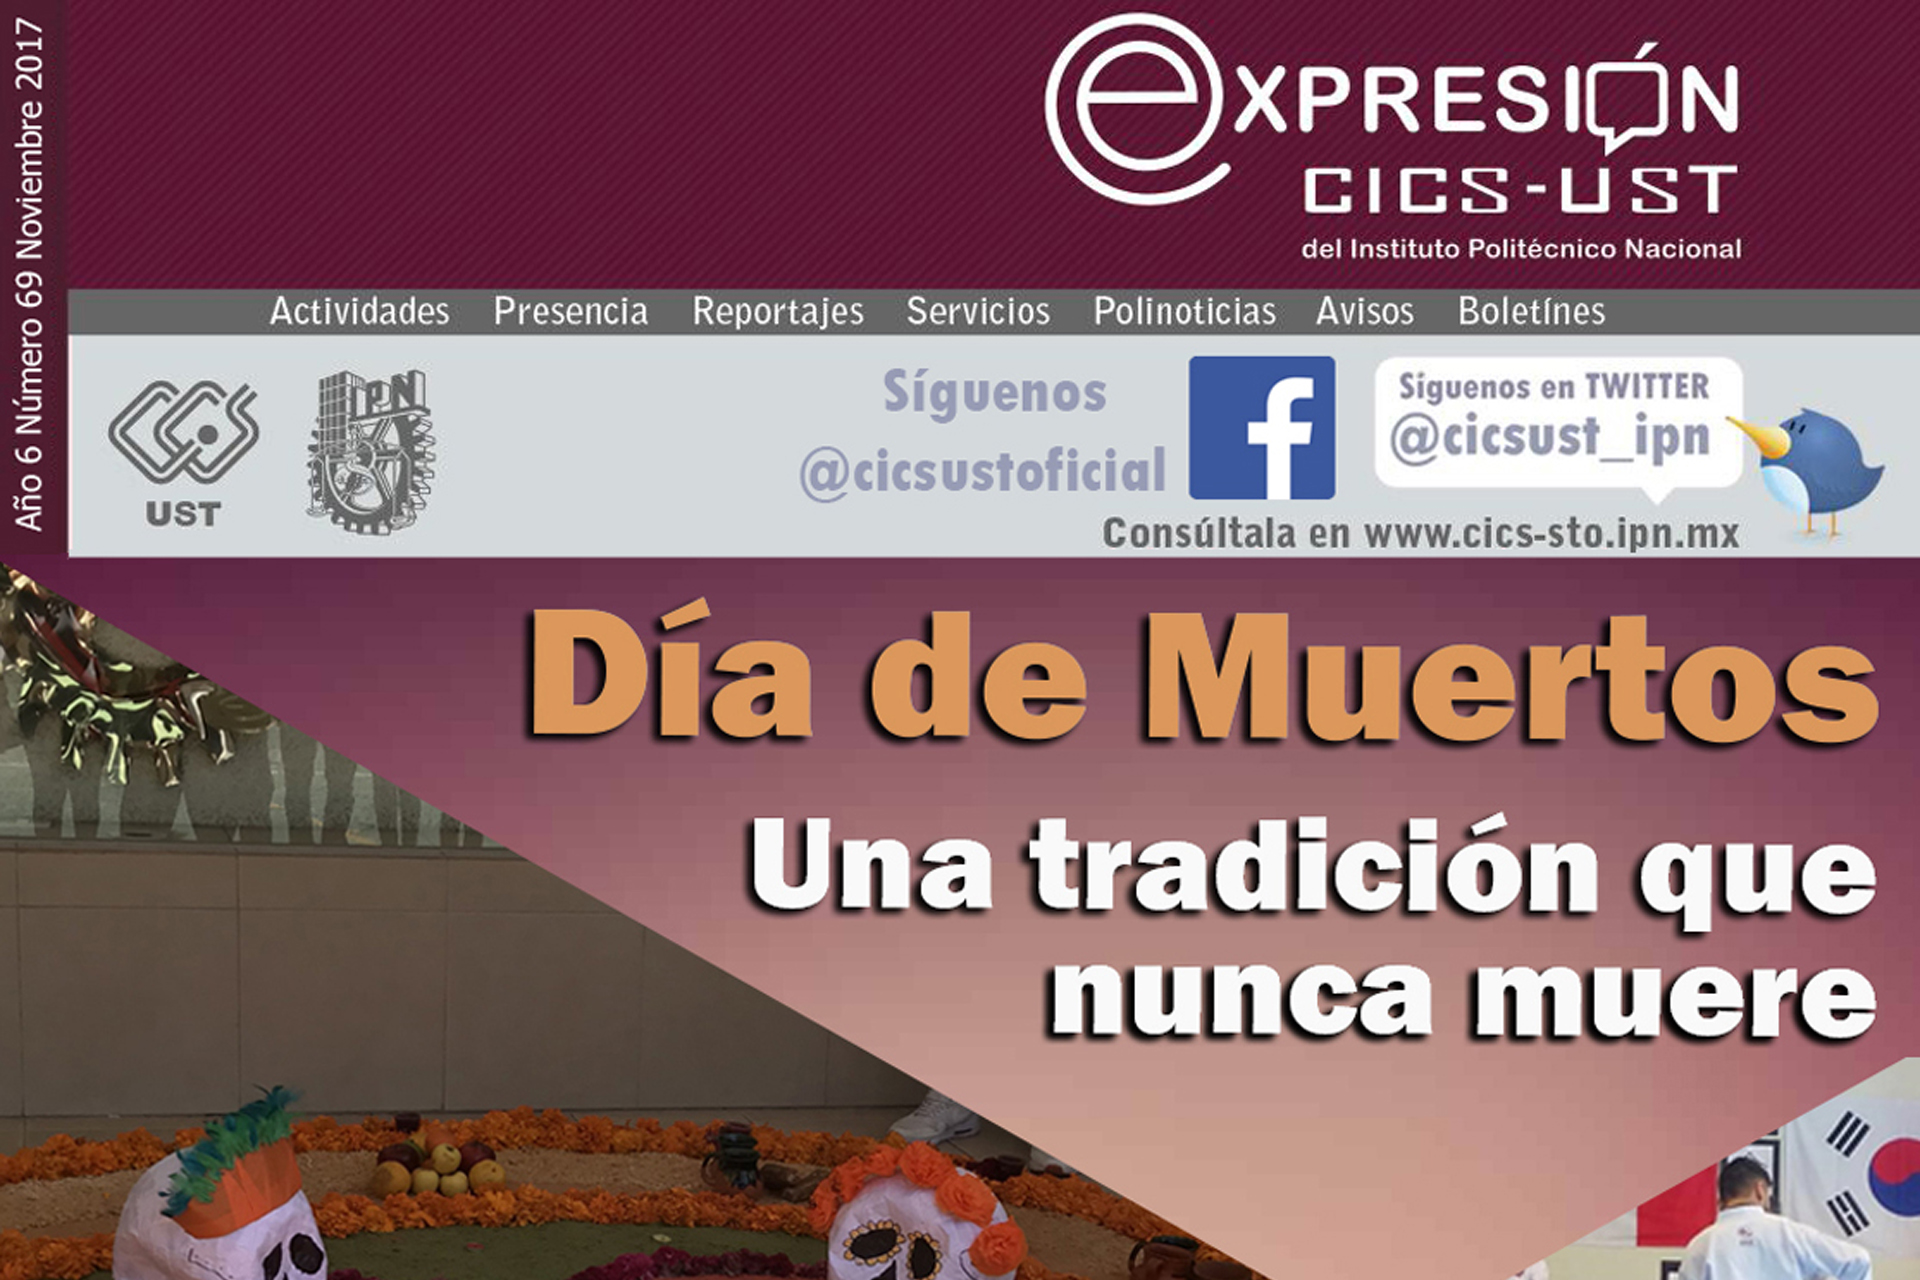 Año 6 Número 69 Noviembre 2017
eXPRESIÓN
CICS-UST
del Instituto Politécnico Nacional
Actividades Presencia Reportajes Servicios Polinoticias Avisos Boletínes
CICS
UST
IPN
Síguenos
@cicsustoficial
f
Síguenos en TWITTER
@cicsust_ipn
Consúltala en www.cics-sto.ipn.mx
Día de Muertos
Una tradición que
nunca muere